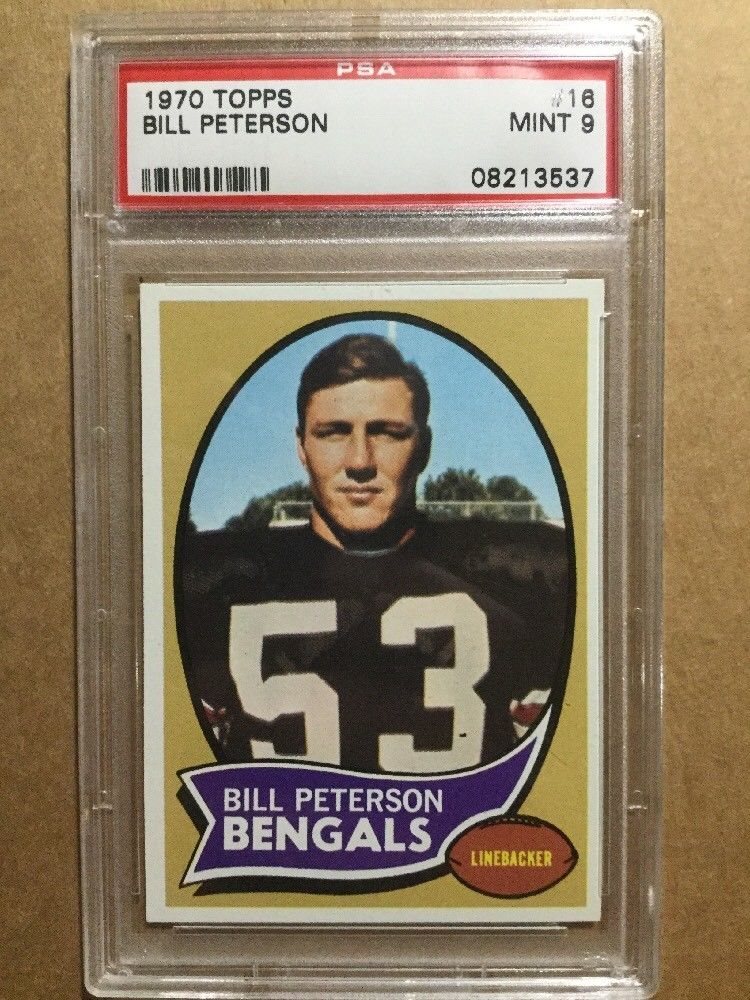 PSA
1970 TOPPS #16
BILL PETERSON MINT 9
08213537
53
BILL PETERSON
BENGALS
LINEBACKER